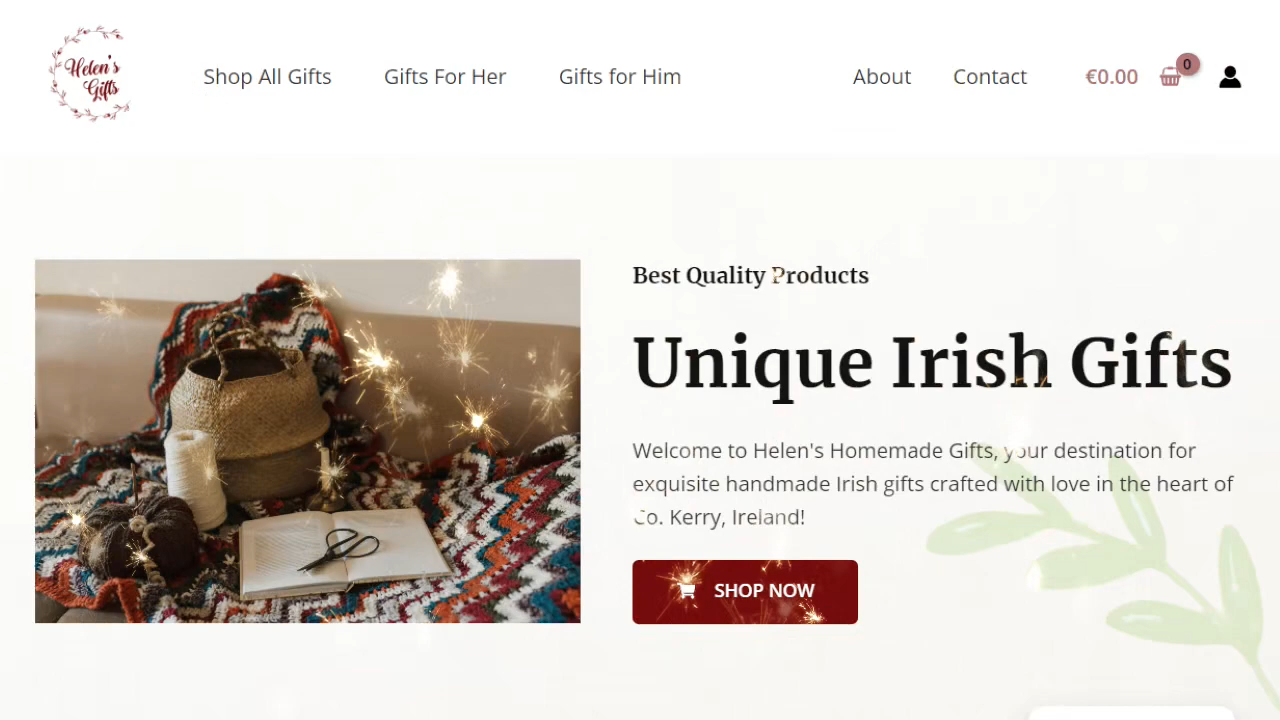 Helen's
Gifts
Shop All Gifts
Gifts For Her
Gifts for Him
About
Contact
€0.00
0
Best Quality Products
Unique Irish Gifts
Welcome to Helen's Homemade Gifts, your destination for
exquisite handmade Irish gifts crafted with love in the heart of
Co. Kerry, Ireland!
SHOP NOW